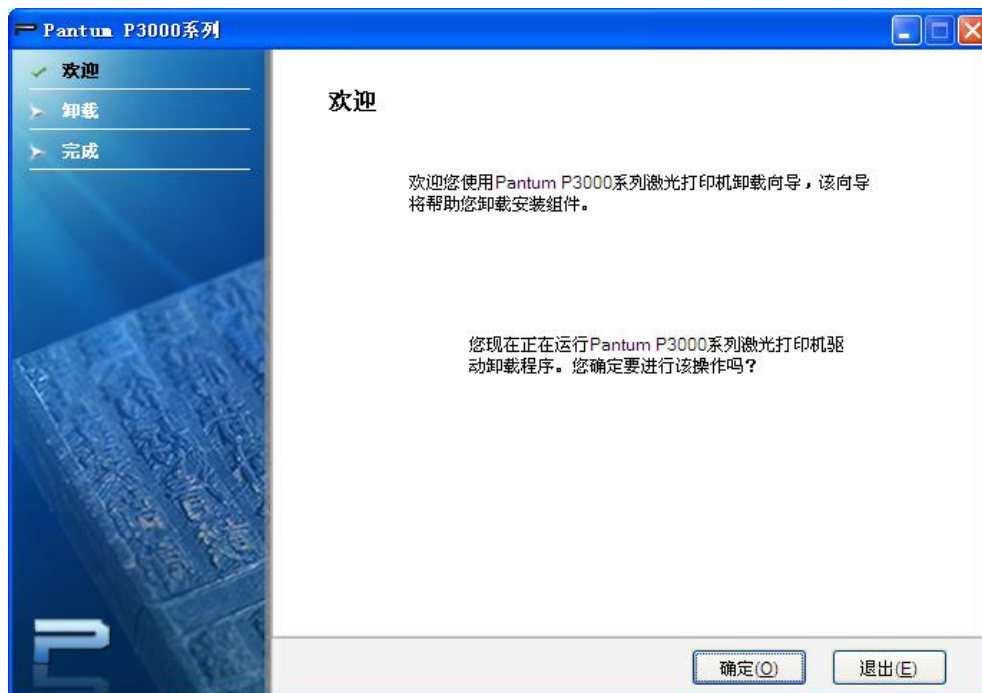 Pantum P3000系列
欢迎
卸载
完成
欢迎
欢迎您使用Pantum P3000系列激光打印机卸载向导，该向导
将帮助您卸载安装组件。
您现在正在运行Pantum P3000系列激光打印机驱
动卸载程序。您确定要进行该操作吗？
确定(O)
退出(E)